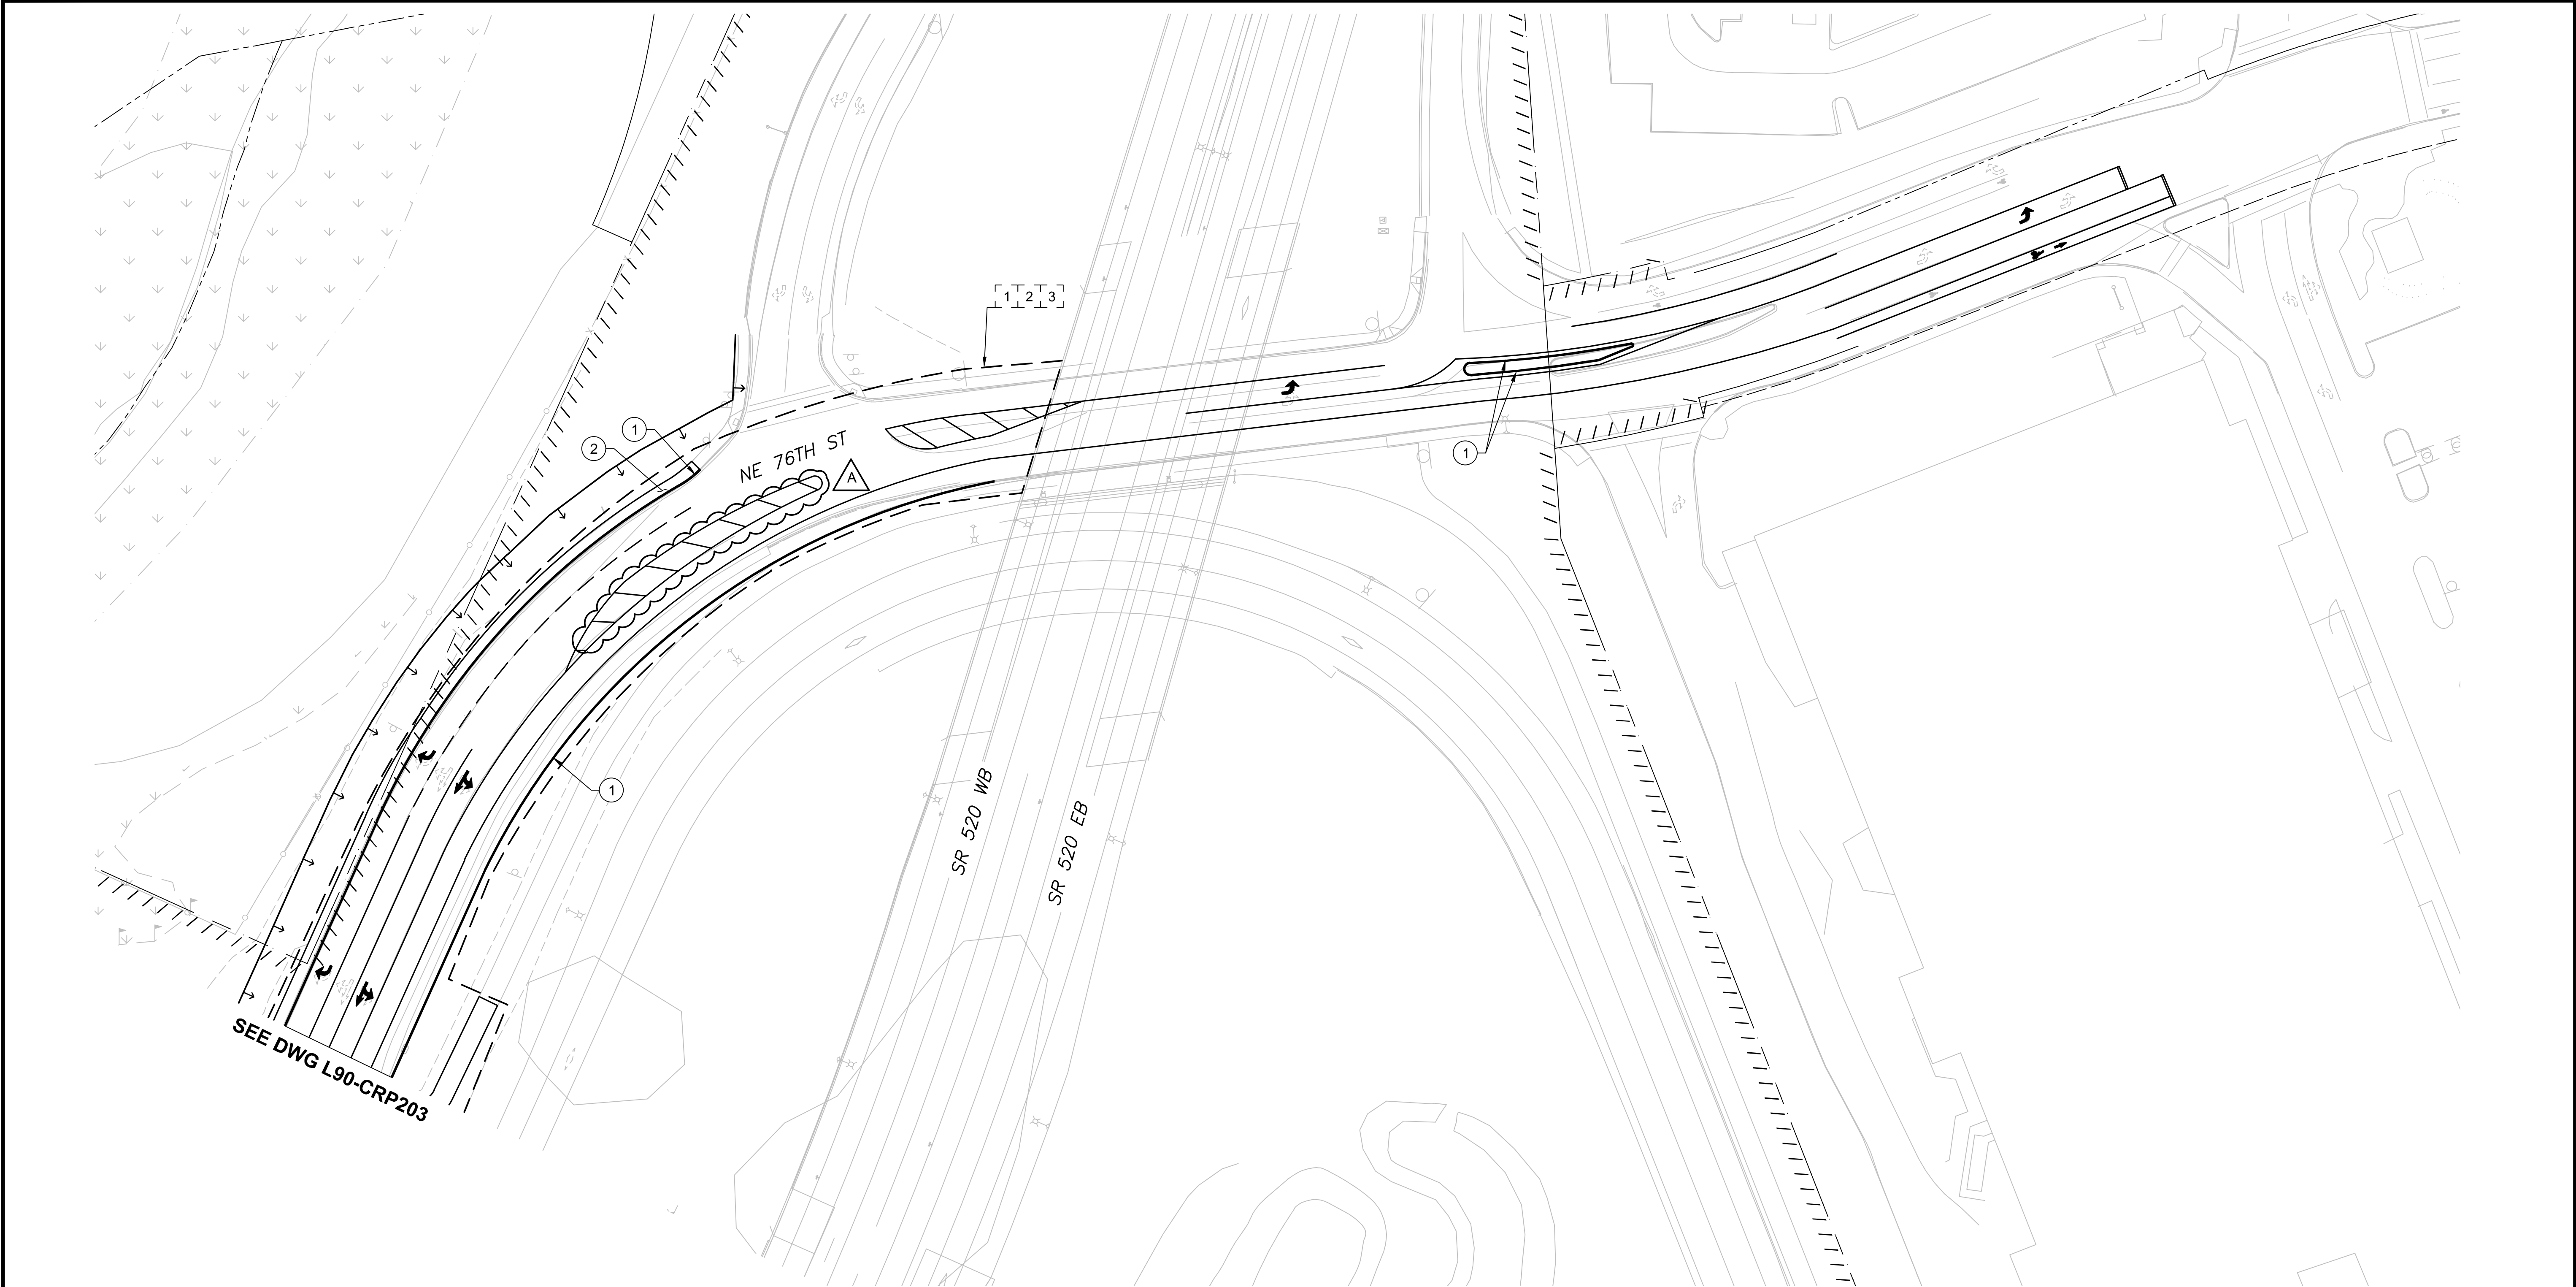 1 2 3
1
2
NE 76TH ST
A
1
1
SR 520 WB
SR 520 EB
SEE DWG L90-CRP203